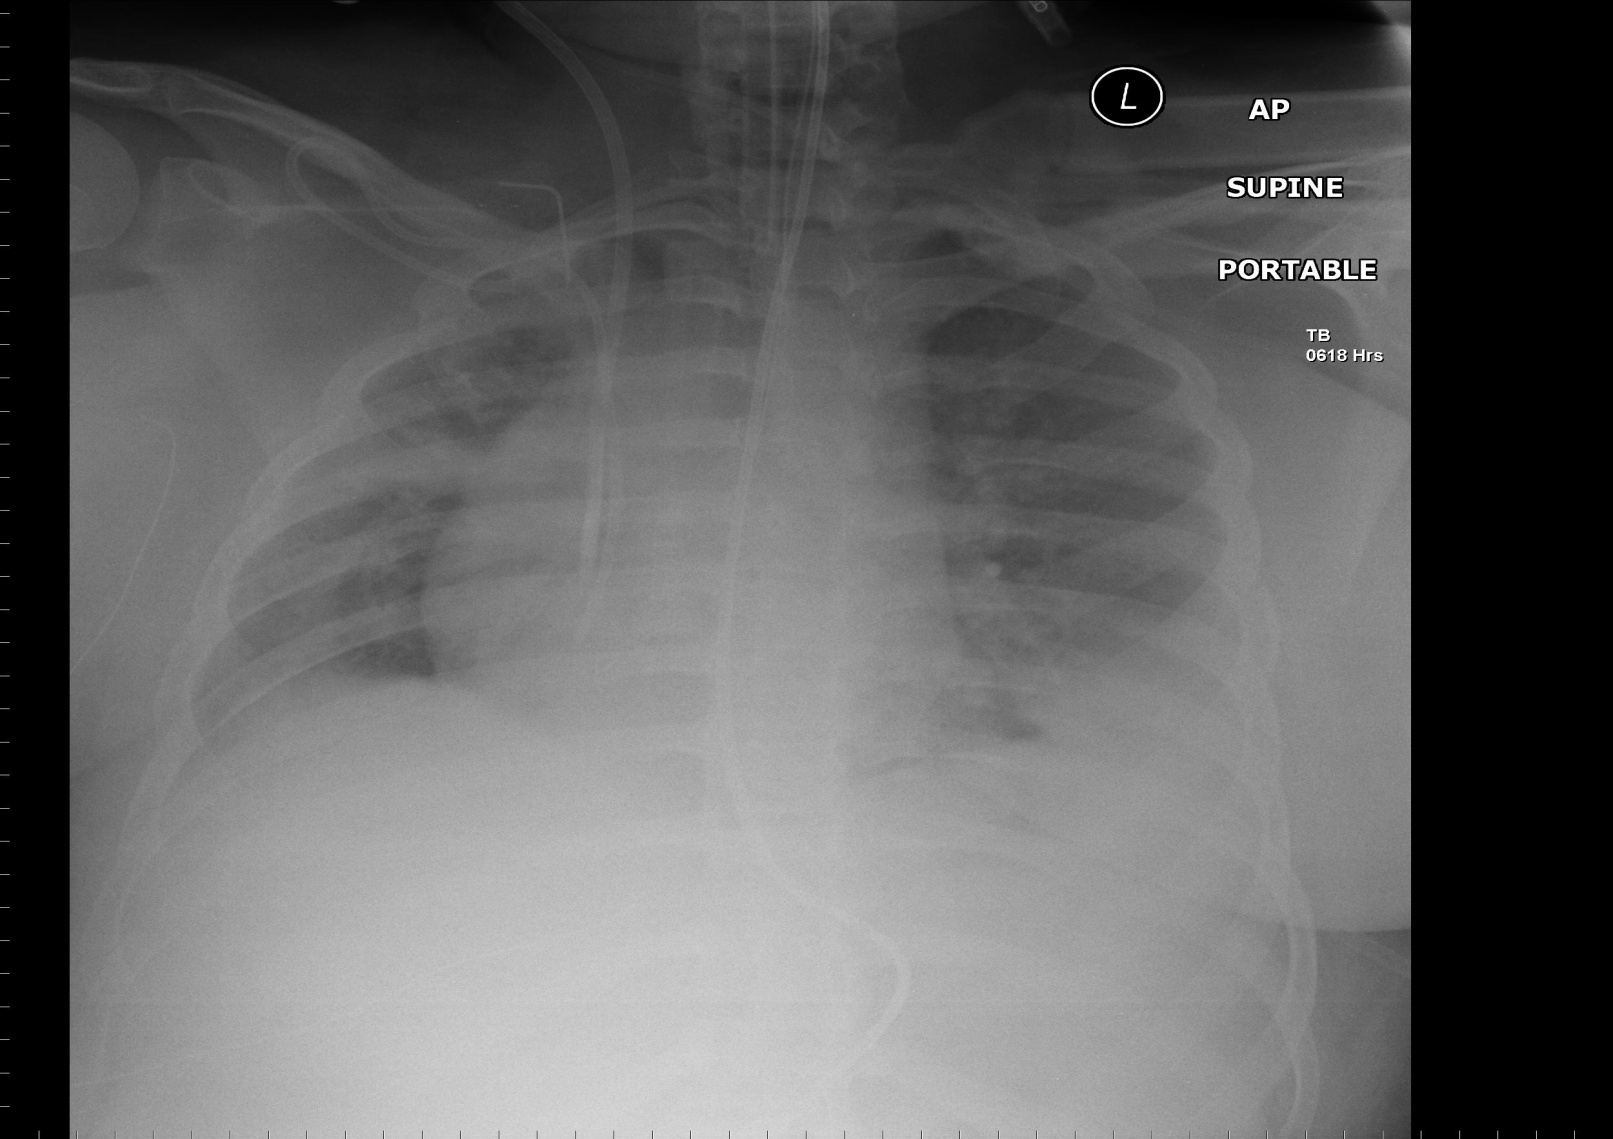 L
AP
SUPINE
PORTABLE
TB
0618 Hrs